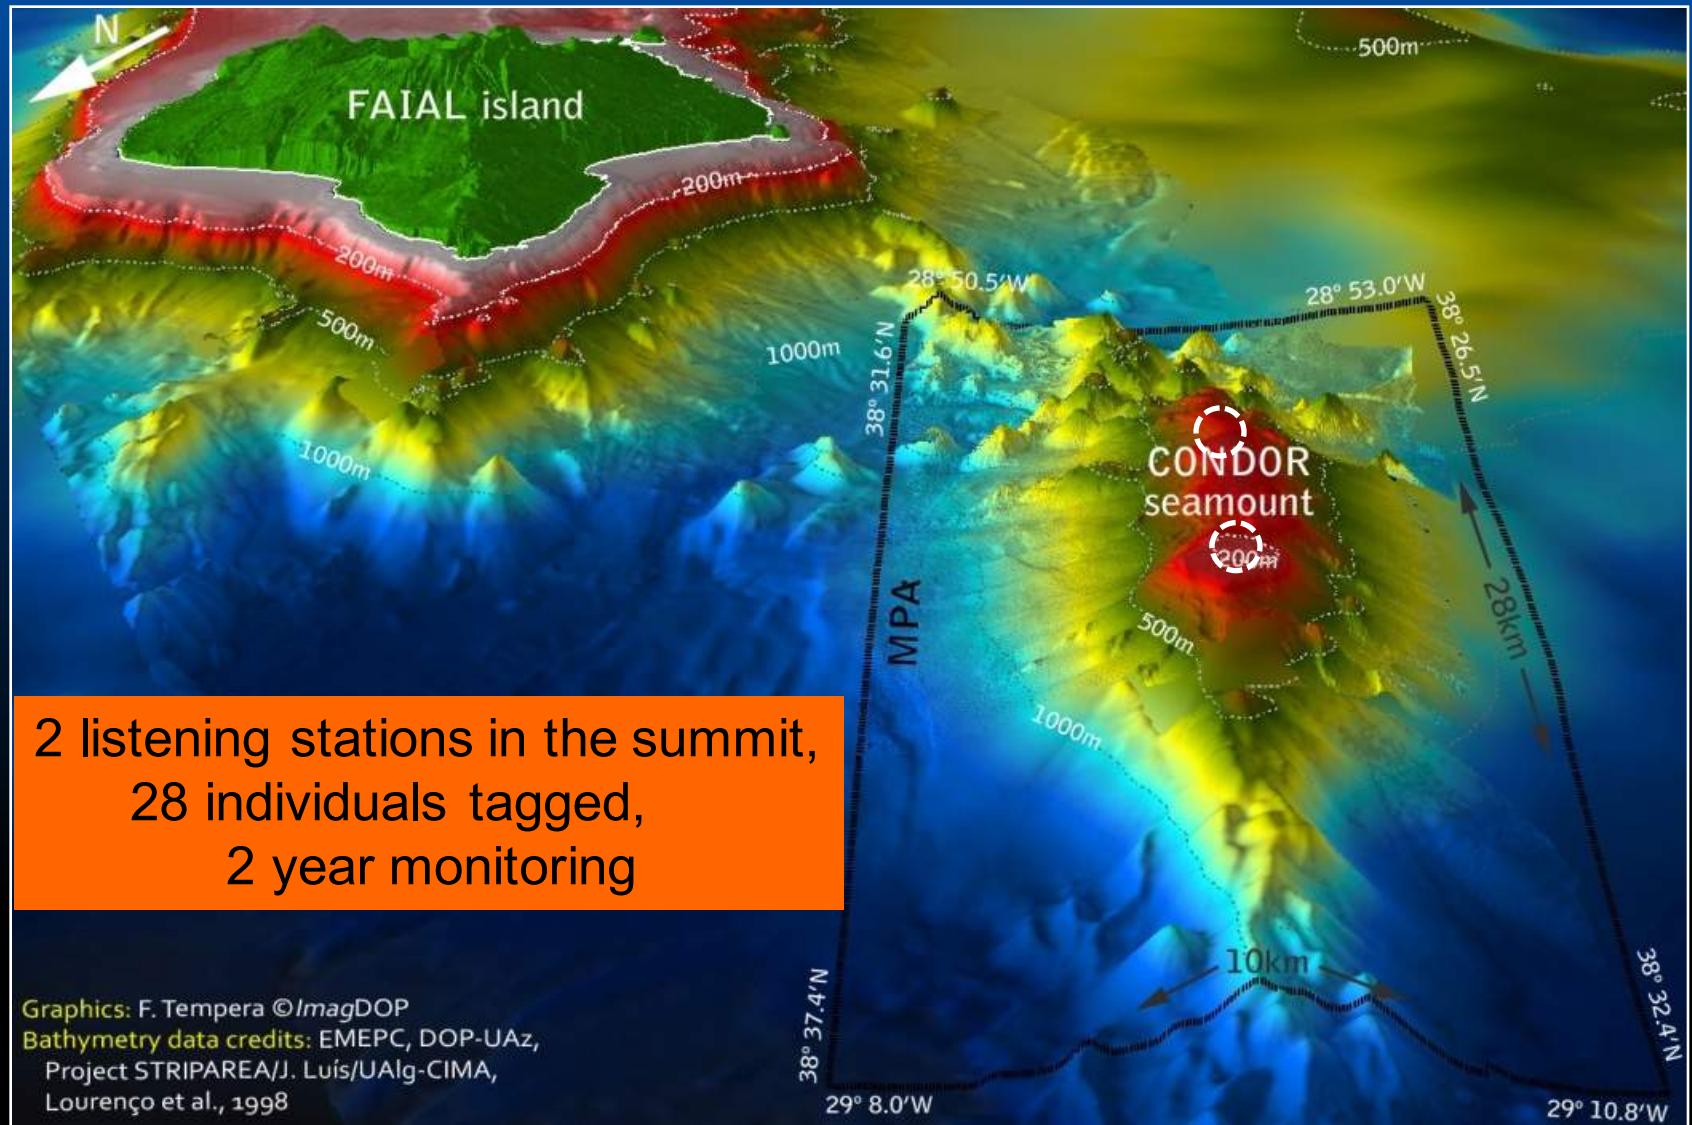 N
FAIAL island
500m
200m
200m
500m
1000m
1000m
28° 50.5'W
28° 53.0'W
38° 31.6'N
38° 26.5'N
CONDOR
seamount
200m
MPA
500m
28km
1000m
2 listening stations in the summit,
28 individuals tagged,
2 year monitoring
10km
38° 37.4'N
38° 32.4'N
29° 8.0'W
29° 10.8'W
Graphics: F. Tempera ©ImagDOP
Bathymetry data credits: EMEPC, DOP-UAz,
Project STRIPAREA/J. Luís/UAlg-CIMA,
Lourenço et al., 1998